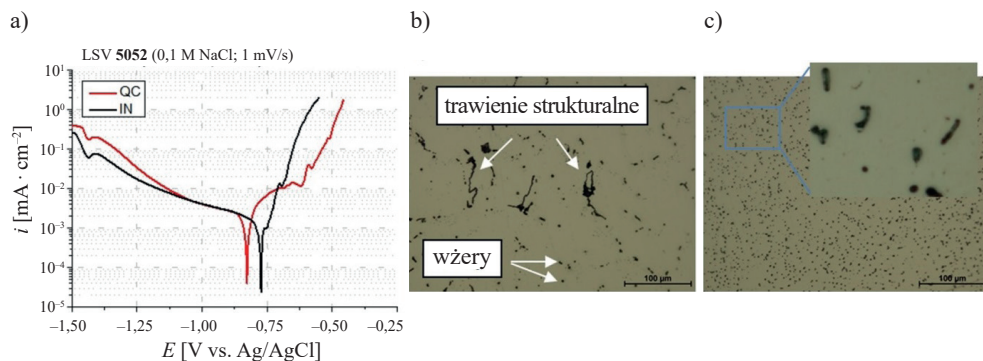 a)
LSV 5052 (0,1 M NaCl; 1 mV/s)
10¹
10⁰
10⁻¹
10⁻²
10⁻³
10⁻⁴
10⁻⁵
i [mA · cm⁻²]
QC
IN
–1,50 –1,25 –1,00 –0,75 –0,50 –0,25
E [V vs. Ag/AgCl]
b)
trawienie strukturalne
wżery
100 µm
c)
100 µm